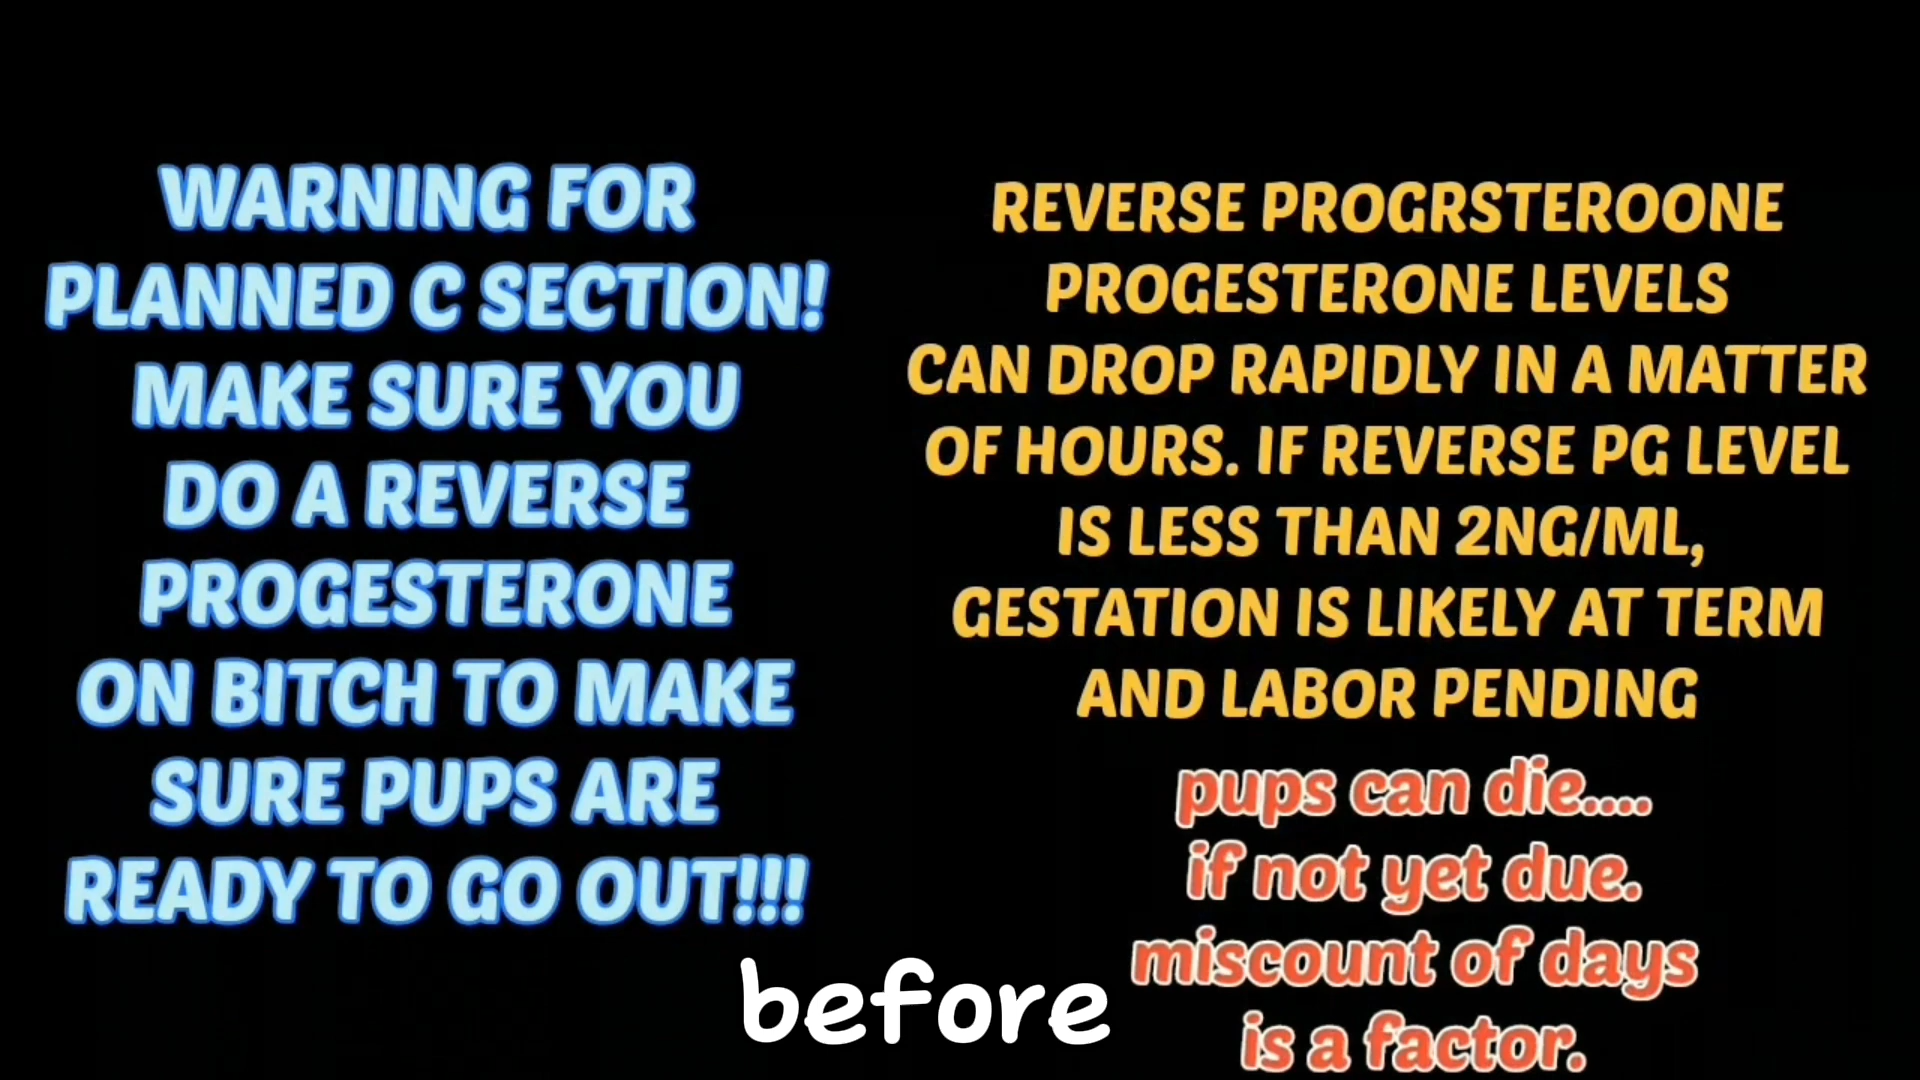 WARNING FOR
PLANNED C SECTION!
MAKE SURE YOU
DO A REVERSE
PROGESTERONE
ON BITCH TO MAKE
SURE PUPS ARE
READY TO GO OUT!!!
REVERSE PROGRSTEROONE
PROGESTERONE LEVELS
CAN DROP RAPIDLY IN A MATTER
OF HOURS. IF REVERSE PG LEVEL
IS LESS THAN 2NG/ML,
GESTATION IS LIKELY AT TERM
AND LABOR PENDING
pups can die....
if not yet due.
miscount of days
is a factor.
before